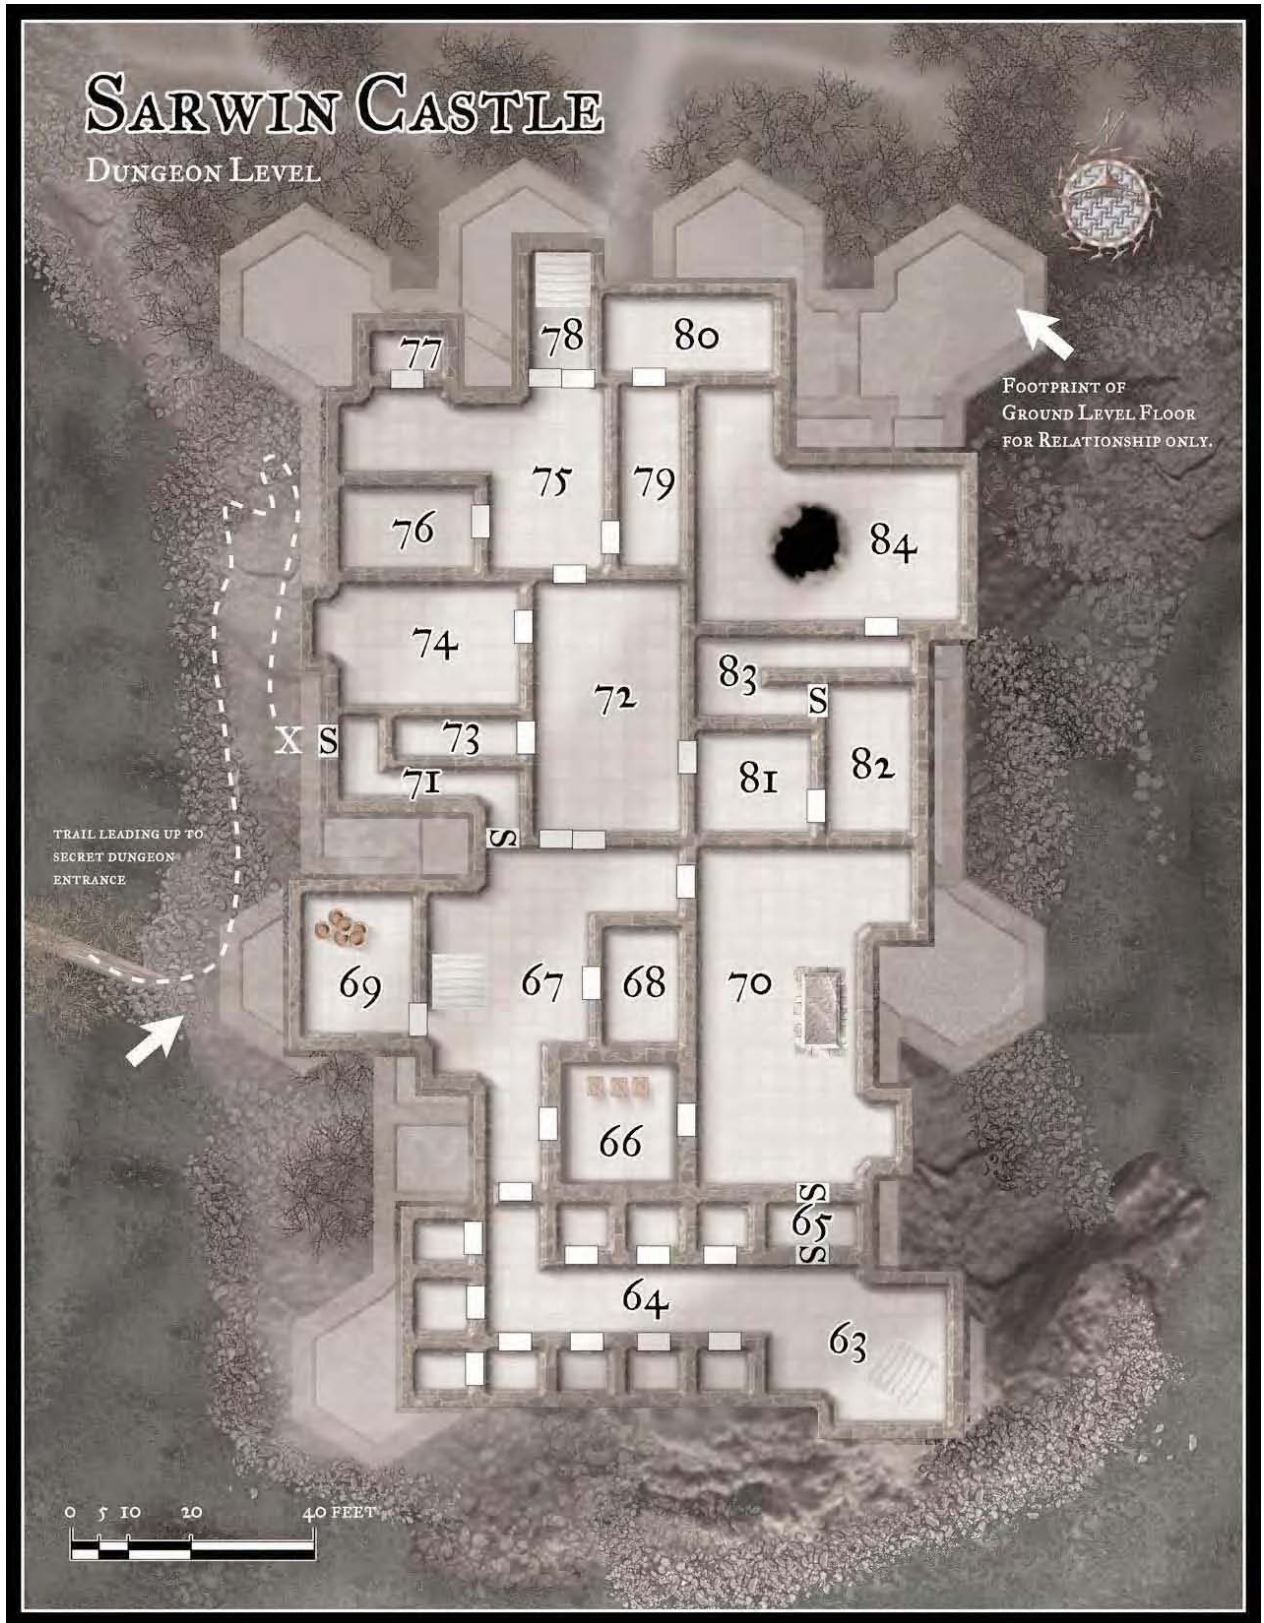 SARWIN CASTLE
DUNGEON LEVEL
N
FOOTPRINT OF
GROUND LEVEL FLOOR
FOR RELATIONSHIP ONLY.
77
78
80
75
79
76
84
74
83
72
S
X S
73
81
82
71
S
TRAIL LEADING UP TO
SECRET DUNGEON
ENTRANCE
69
67
68
70
66
S
65
S
64
63
0 5 10 20 40 FEET